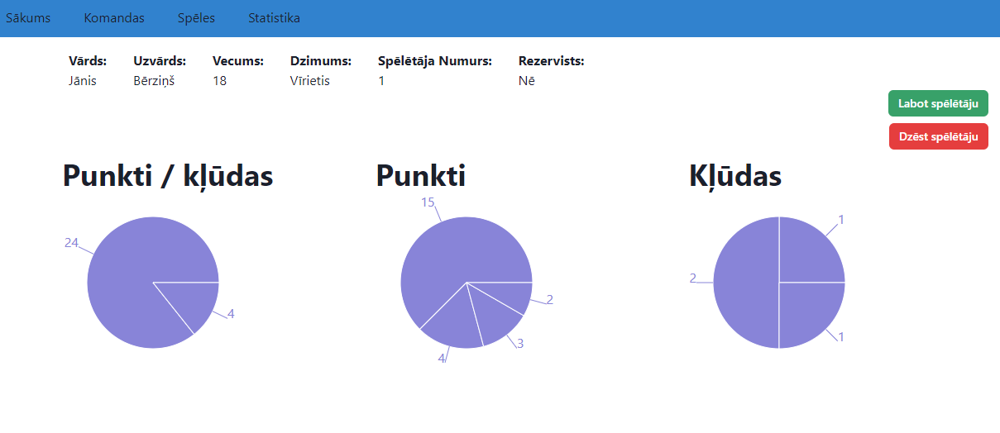 Sākums Komandas Spēles Statistika
Vārds: Uzvārds: Vecums: Dzimums: Spēlētāja Numurs: Rezervists:
Jānis Bērziņš 18 Vīrietis 1 Nē
Labot spēlētāju
Dzēst spēlētāju
Punkti / kļūdas
24
4
Punkti
15
2
3
4
Kļūdas
1
2
1